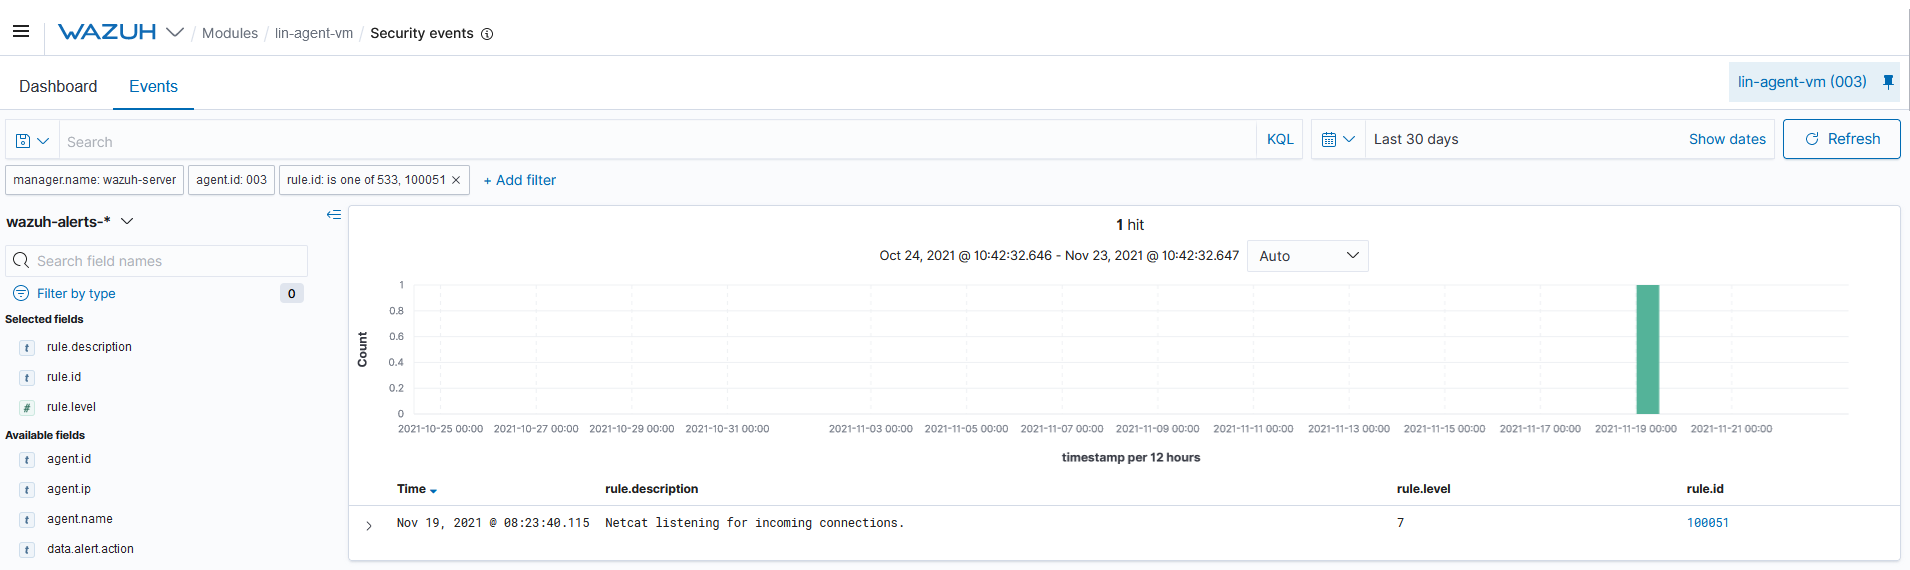 WAZUH / Modules / lin-agent-vm / Security events
Dashboard Events lin-agent-vm (003)
Search KQL Last 30 days Show dates Refresh
manager.name: wazuh-server agent.id: 003 rule.id: is one of 533, 100051 × + Add filter
wazuh-alerts-*
Search field names
Filter by type 0
Selected fields
t rule.description
t rule.id
# rule.level
Available fields
t agent.id
t agent.ip
t agent.name
t data.alert.action
1 hit
Oct 24, 2021 @ 10:42:32.646 - Nov 23, 2021 @ 10:42:32.647 Auto
Count
1
0.8
0.6
0.4
0.2
0
2021-10-25 00:00 2021-10-27 00:00 2021-10-29 00:00 2021-10-31 00:00 2021-11-03 00:00 2021-11-05 00:00 2021-11-07 00:00 2021-11-09 00:00 2021-11-11 00:00 2021-11-13 00:00 2021-11-15 00:00 2021-11-17 00:00 2021-11-19 00:00 2021-11-21 00:00
timestamp per 12 hours
Time rule.description rule.level rule.id
Nov 19, 2021 @ 08:23:40.115 Netcat listening for incoming connections. 7 100051